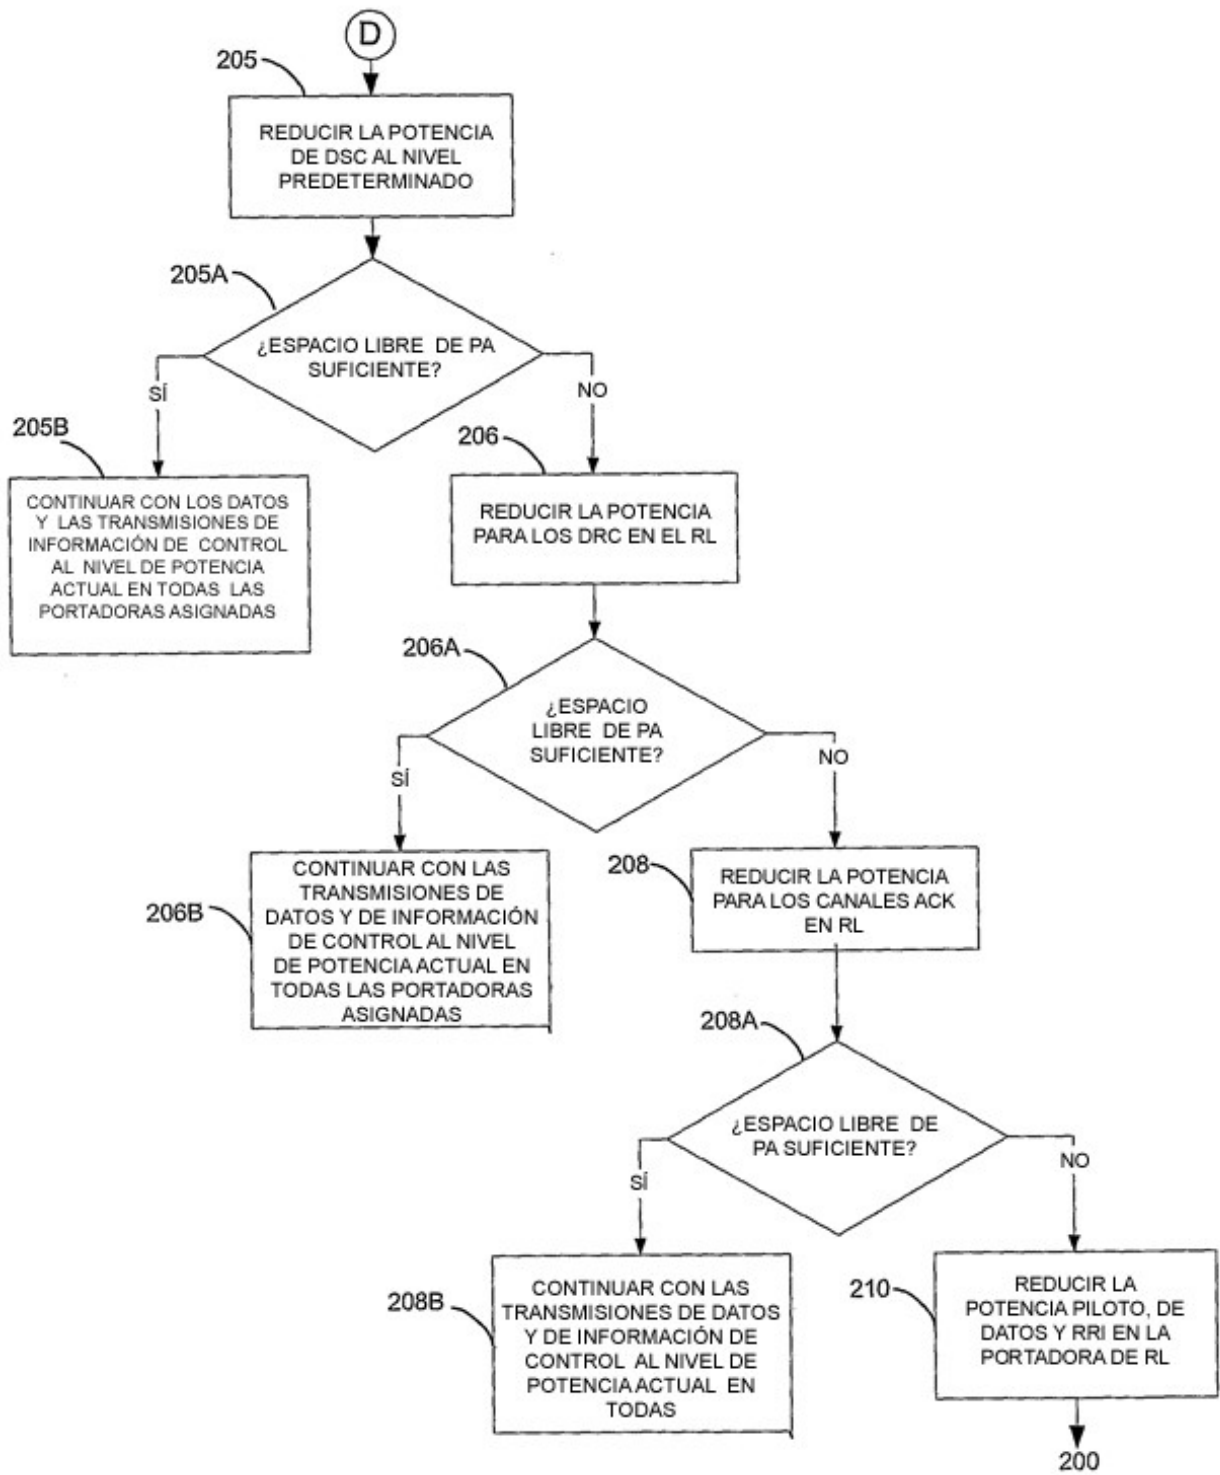 D
205
REDUCIR LA POTENCIA
DE DSC AL NIVEL
PREDETERMINADO
205A
¿ESPACIO LIBRE DE PA
SUFICIENTE?
SÍ
NO
205B
CONTINUAR CON LOS DATOS
Y LAS TRANSMISIONES DE
INFORMACIÓN DE CONTROL
AL NIVEL DE POTENCIA
ACTUAL EN TODAS LAS
PORTADORAS ASIGNADAS
206
REDUCIR LA POTENCIA
PARA LOS DRC EN EL RL
206A
¿ESPACIO
LIBRE DE PA
SUFICIENTE?
SÍ
NO
206B
CONTINUAR CON LAS
TRANSMISIONES DE
DATOS Y DE INFORMACIÓN
DE CONTROL AL NIVEL
DE POTENCIA ACTUAL EN
TODAS LAS PORTADORAS
ASIGNADAS
208
REDUCIR LA POTENCIA
PARA LOS CANALES ACK
EN RL
208A
¿ESPACIO LIBRE DE
PA SUFICIENTE?
SÍ
NO
208B
CONTINUAR CON LAS
TRANSMISIONES DE DATOS
Y DE INFORMACIÓN DE
CONTROL AL NIVEL DE
POTENCIA ACTUAL EN
TODAS
210
REDUCIR LA
POTENCIA PILOTO, DE
DATOS Y RRI EN LA
PORTADORA DE RL
200